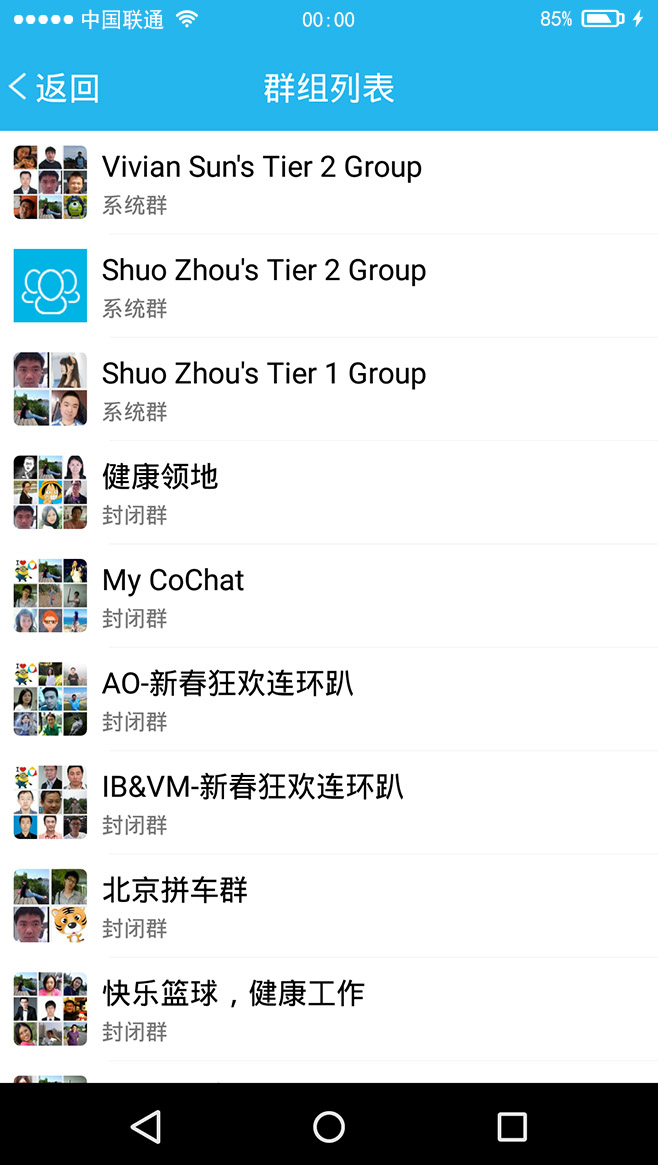 中国联通
00:00
85%
返回
群组列表
Vivian Sun's Tier 2 Group
系统群
Shuo Zhou's Tier 2 Group
系统群
Shuo Zhou's Tier 1 Group
系统群
健康领地
封闭群
My CoChat
封闭群
AO-新春狂欢连环趴
封闭群
IB&VM-新春狂欢连环趴
封闭群
北京拼车群
封闭群
快乐篮球，健康工作
封闭群